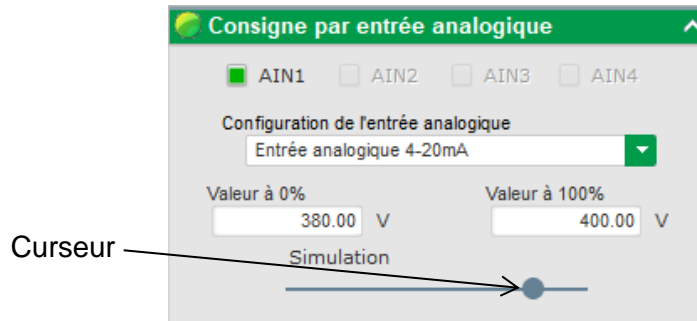 Consigne par entrée analogique
AIN1 AIN2 AIN3 AIN4
Configuration de l'entrée analogique
Entrée analogique 4-20mA
Valeur à 0% Valeur à 100%
380.00 V 400.00 V
Curseur
Simulation